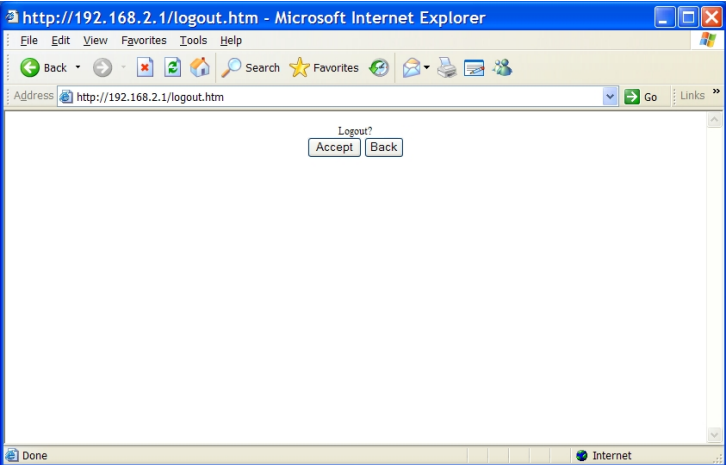 http://192.168.2.1/logout.htm - Microsoft Internet Explorer
File Edit View Favorites Tools Help
Back Search Favorites
Address http://192.168.2.1/logout.htm Go Links »
Logout?
Accept Back
Done Internet